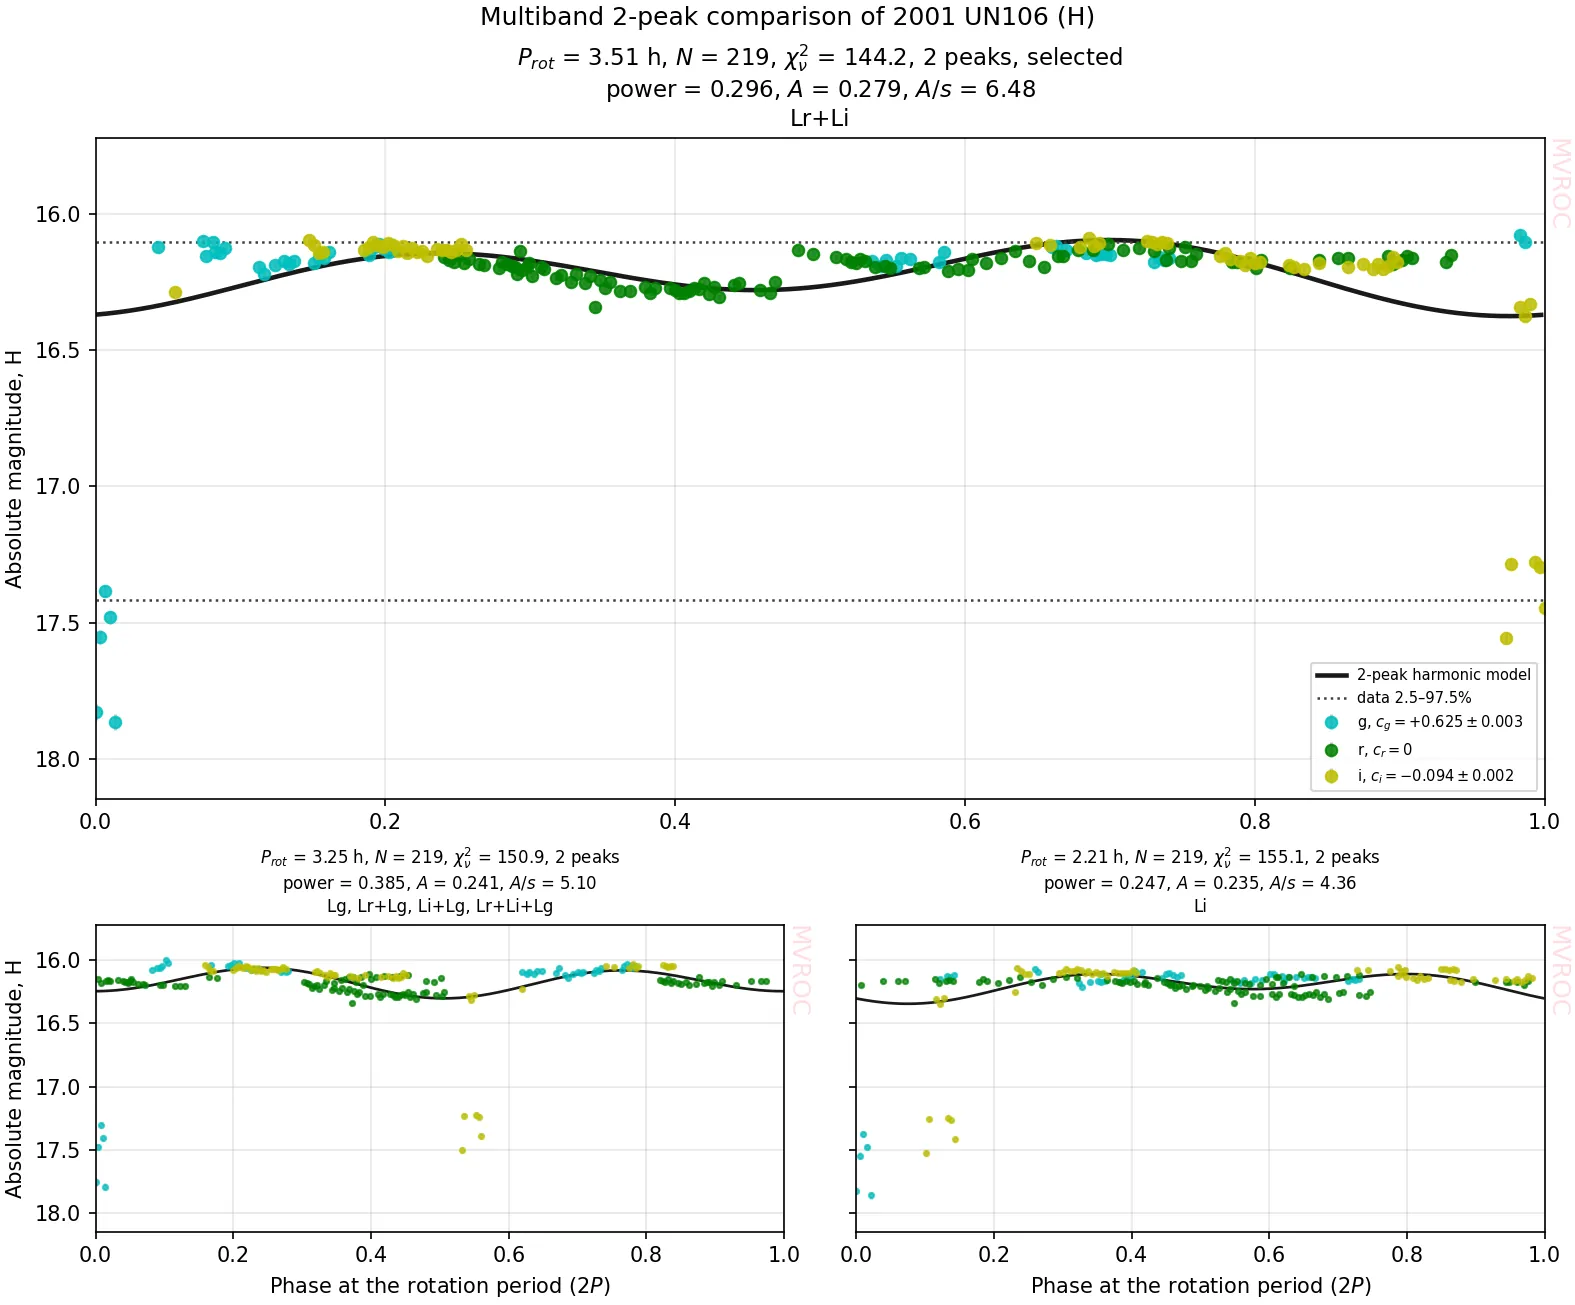 Multiband 2-peak comparison of 2001 UN106 (H)
P_rot = 3.51 h, N = 219, χ²_ν = 144.2, 2 peaks, selected
power = 0.296, A = 0.279, A/s = 6.48
Lr+Li
MVROC
Absolute magnitude, H
16.0
16.5
17.0
17.5
18.0
2-peak harmonic model
data 2.5–97.5%
g, c_g = +0.625 ± 0.003
r, c_r = 0
i, c_i = −0.094 ± 0.002
0.0 0.2 0.4 0.6 0.8 1.0
P_rot = 3.25 h, N = 219, χ²_ν = 150.9, 2 peaks
power = 0.385, A = 0.241, A/s = 5.10
Lg, Lr+Lg, Li+Lg, Lr+Li+Lg
MVROC
Absolute magnitude, H
16.0
16.5
17.0
17.5
18.0
0.0 0.2 0.4 0.6 0.8 1.0
Phase at the rotation period (2P)
P_rot = 2.21 h, N = 219, χ²_ν = 155.1, 2 peaks
power = 0.247, A = 0.235, A/s = 4.36
Li
MVROC
0.0 0.2 0.4 0.6 0.8 1.0
Phase at the rotation period (2P)